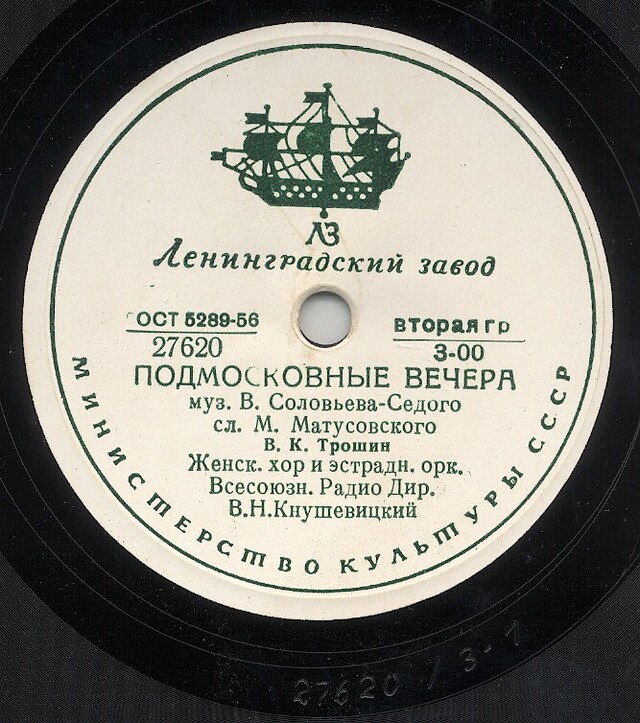 ЛЗ
Ленинградский завод
ГОСТ 5289-56
вторая гр
27620
3-00
ПОДМОСКОВНЫЕ ВЕЧЕРА
муз. В. Соловьева-Седого
сл. М. Матусовского
В. К. Трошин
Женск. хор и эстрадн. орк.
Всесоюзн. Радио Дир.
В.Н.Кнушевицкий
МИНИСТЕРСТВО КУЛЬТУРЫ СССР
27620 / 3-1